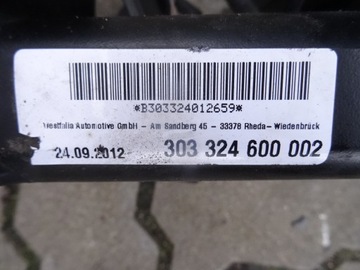 *B303324012659*
Westfalia Automotive GmbH - Am Sandberg 45 - 33378 Rheda-Wiedenbrück
24.09.2012 303 324 600 002